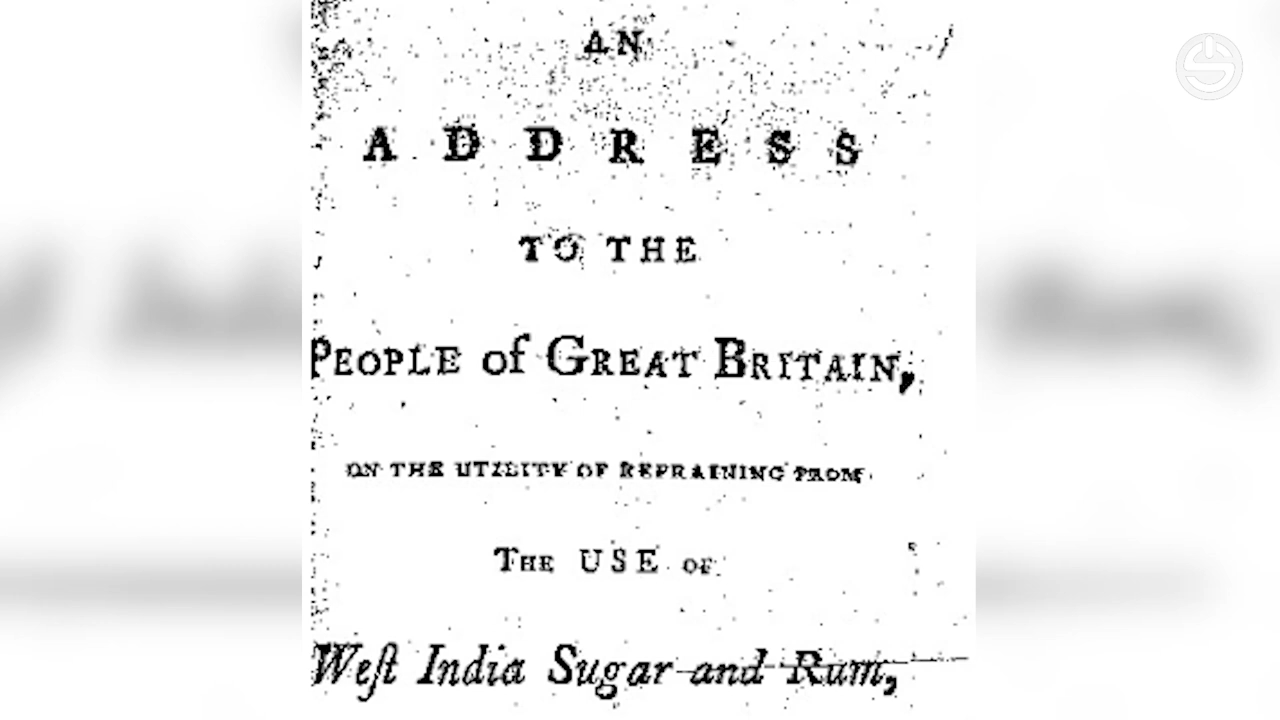 AN
ADDRESS
TO THE
PEOPLE of GREAT BRITAIN,
ON THE UTILITY OF REFRAINING FROM
THE USE OF
Weſt India Sugar and Rum,